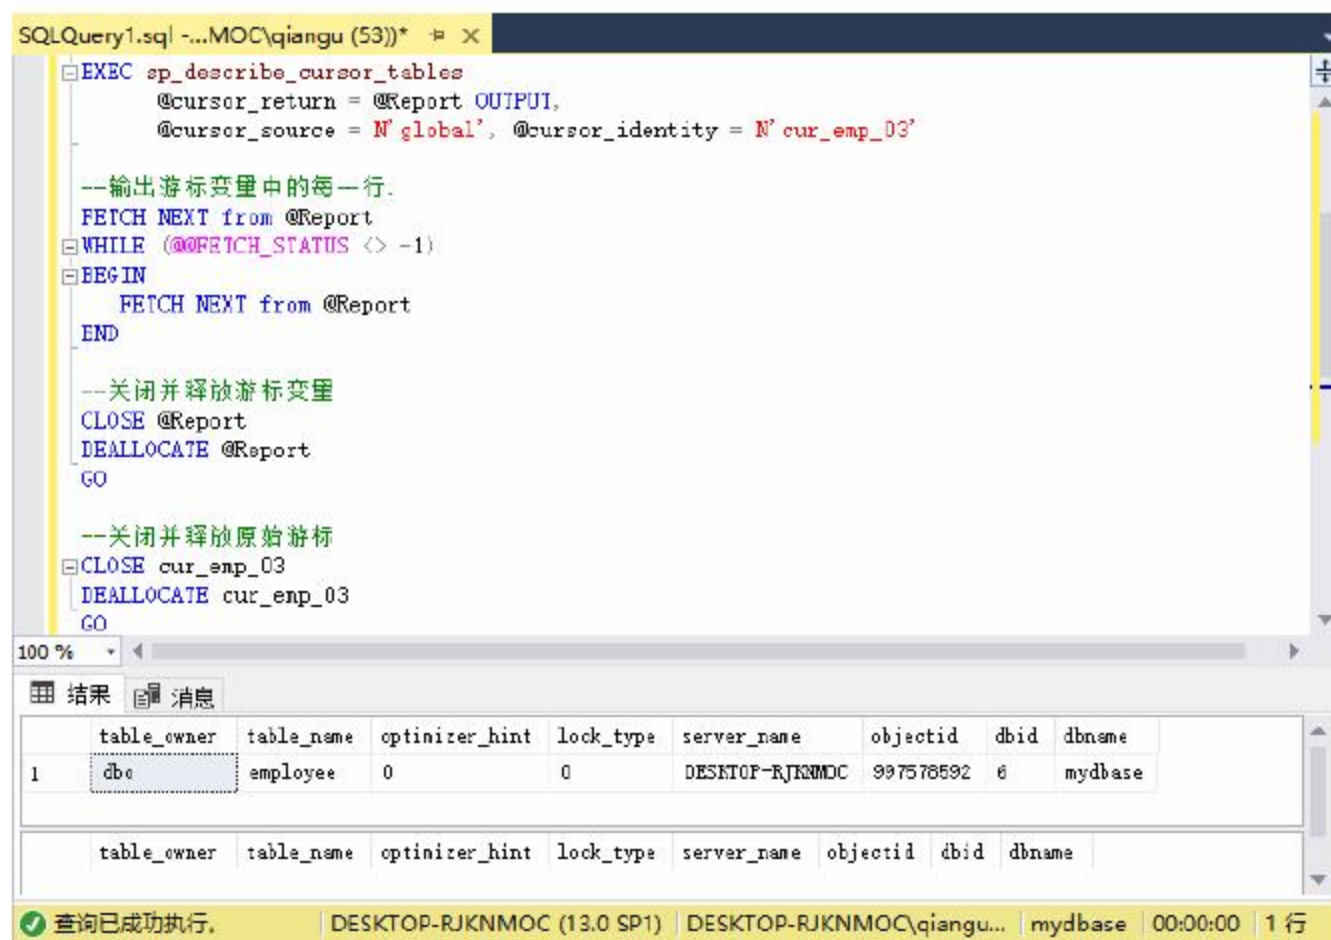 SQLQuery1.sql -...MOC\qiangu (53))*
EXEC sp_describe_cursor_tables
@cursor_return = @Report OUTPUT,
@cursor_source = N'global', @cursor_identity = N'cur_emp_03'
--输出游标变量中的每一行.
FETCH NEXT from @Report
WHILE (@@FETCH_STATUS <> -1)
BEGIN
FETCH NEXT from @Report
END
--关闭并释放游标变量
CLOSE @Report
DEALLOCATE @Report
GO
--关闭并释放原始游标
CLOSE cur_emp_03
DEALLOCATE cur_emp_03
GO
100 %
结果 消息
table_owner table_name optimizer_hint lock_type server_name objectid dbid dbname
1 dbo employee 0 0 DESKTOP-RJKNMOC 997578592 6 mydbase
table_owner table_name optimizer_hint lock_type server_name objectid dbid dbname
查询已成功执行。 DESKTOP-RJKNMOC (13.0 SP1) DESKTOP-RJKNMOC\qiangu... mydbase 00:00:00 1 行